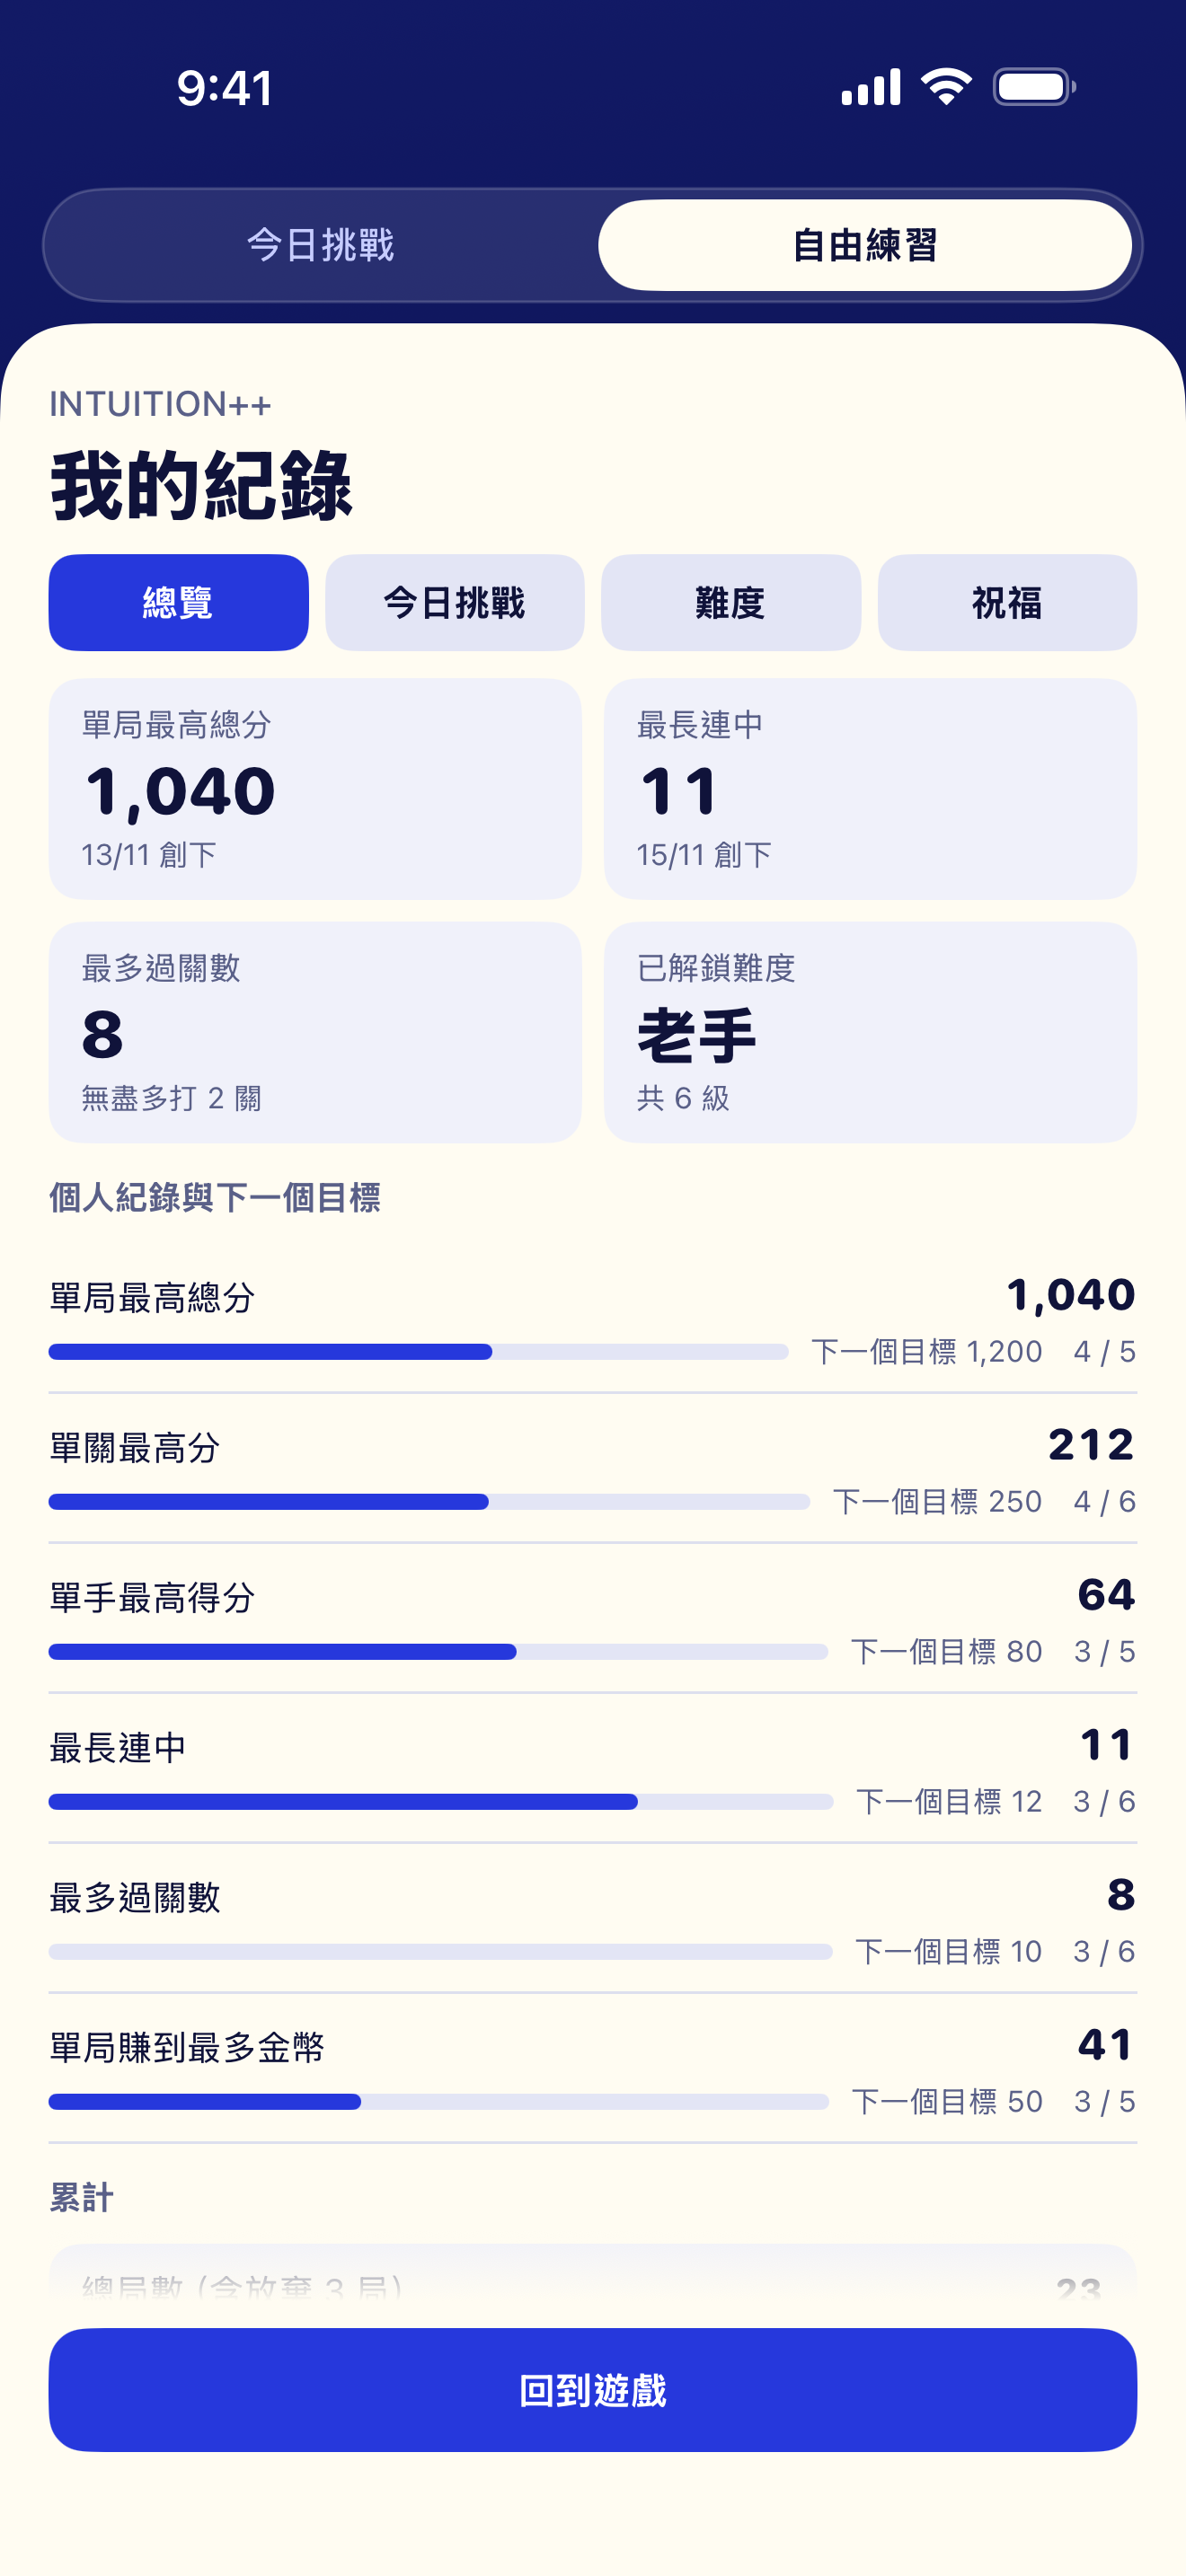 9:41
今日挑戰
自由練習
INTUITION++
我的紀錄
總覽
今日挑戰
難度
祝福
單局最高總分
1,040
13/11 創下
最長連中
11
15/11 創下
最多過關數
8
無盡多打 2 關
已解鎖難度
老手
共 6 級
個人紀錄與下一個目標
單局最高總分 1,040
下一個目標 1,200 4 / 5
單關最高分 212
下一個目標 250 4 / 6
單手最高得分 64
下一個目標 80 3 / 5
最長連中 11
下一個目標 12 3 / 6
最多過關數 8
下一個目標 10 3 / 6
單局賺到最多金幣 41
下一個目標 50 3 / 5
累計
總局數 (含放棄 3 局) 23
回到遊戲